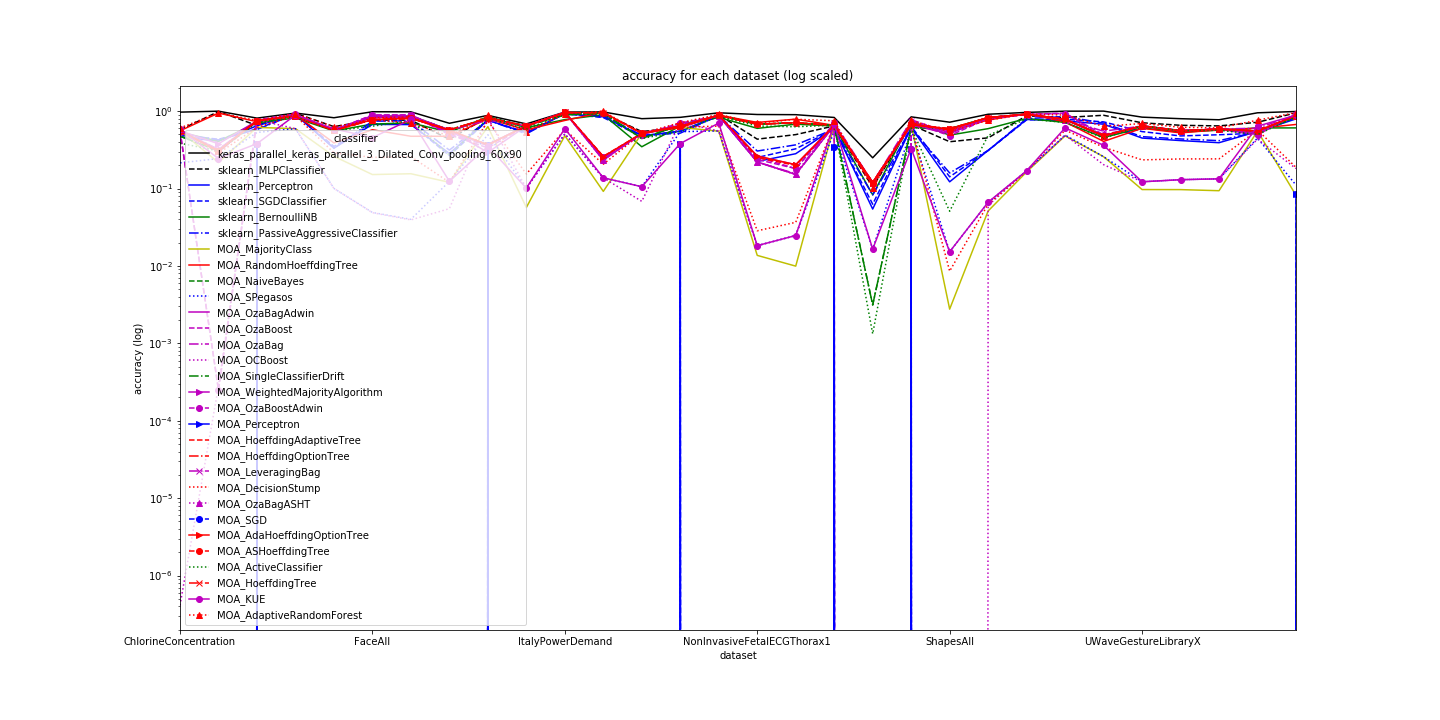 accuracy for each dataset (log scaled)
10⁰
10⁻¹
10⁻²
10⁻³
10⁻⁴
10⁻⁵
10⁻⁶
accuracy (log)
classifier
keras_parallel_keras_parallel_3_Dilated_Conv_pooling_60x90
sklearn_MLPClassifier
sklearn_Perceptron
sklearn_SGDClassifier
sklearn_BernoulliNB
sklearn_PassiveAggressiveClassifier
MOA_MajorityClass
MOA_RandomHoeffdingTree
MOA_NaiveBayes
MOA_SPegasos
MOA_OzaBagAdwin
MOA_OzaBoost
MOA_OzaBag
MOA_OCBoost
MOA_SingleClassifierDrift
MOA_WeightedMajorityAlgorithm
MOA_OzaBoostAdwin
MOA_Perceptron
MOA_HoeffdingAdaptiveTree
MOA_HoeffdingOptionTree
MOA_LeveragingBag
MOA_DecisionStump
MOA_OzaBagASHT
MOA_SGD
MOA_AdaHoeffdingOptionTree
MOA_ASHoeffdingTree
MOA_ActiveClassifier
MOA_HoeffdingTree
MOA_KUE
MOA_AdaptiveRandomForest
ChlorineConcentration
FaceAll
ItalyPowerDemand
NonInvasiveFetalECGThorax1
ShapesAll
UWaveGestureLibraryX
dataset